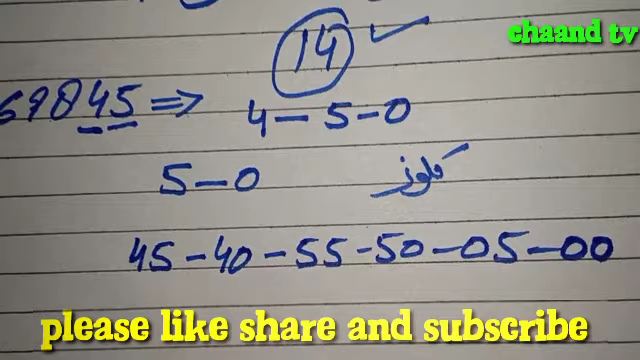 chaand tv
14
69845 ⇒ 4-5-0
5-0 کلوز
45-40-55-50-05-00
please like share and subscribe